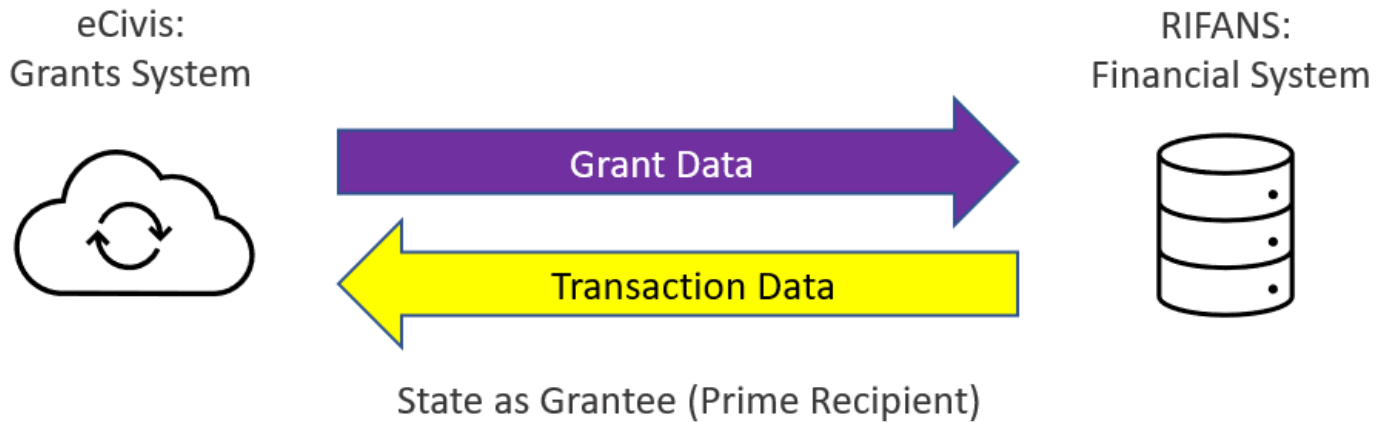 eCivis:
Grants System
RIFANS:
Financial System
Grant Data
Transaction Data
State as Grantee (Prime Recipient)